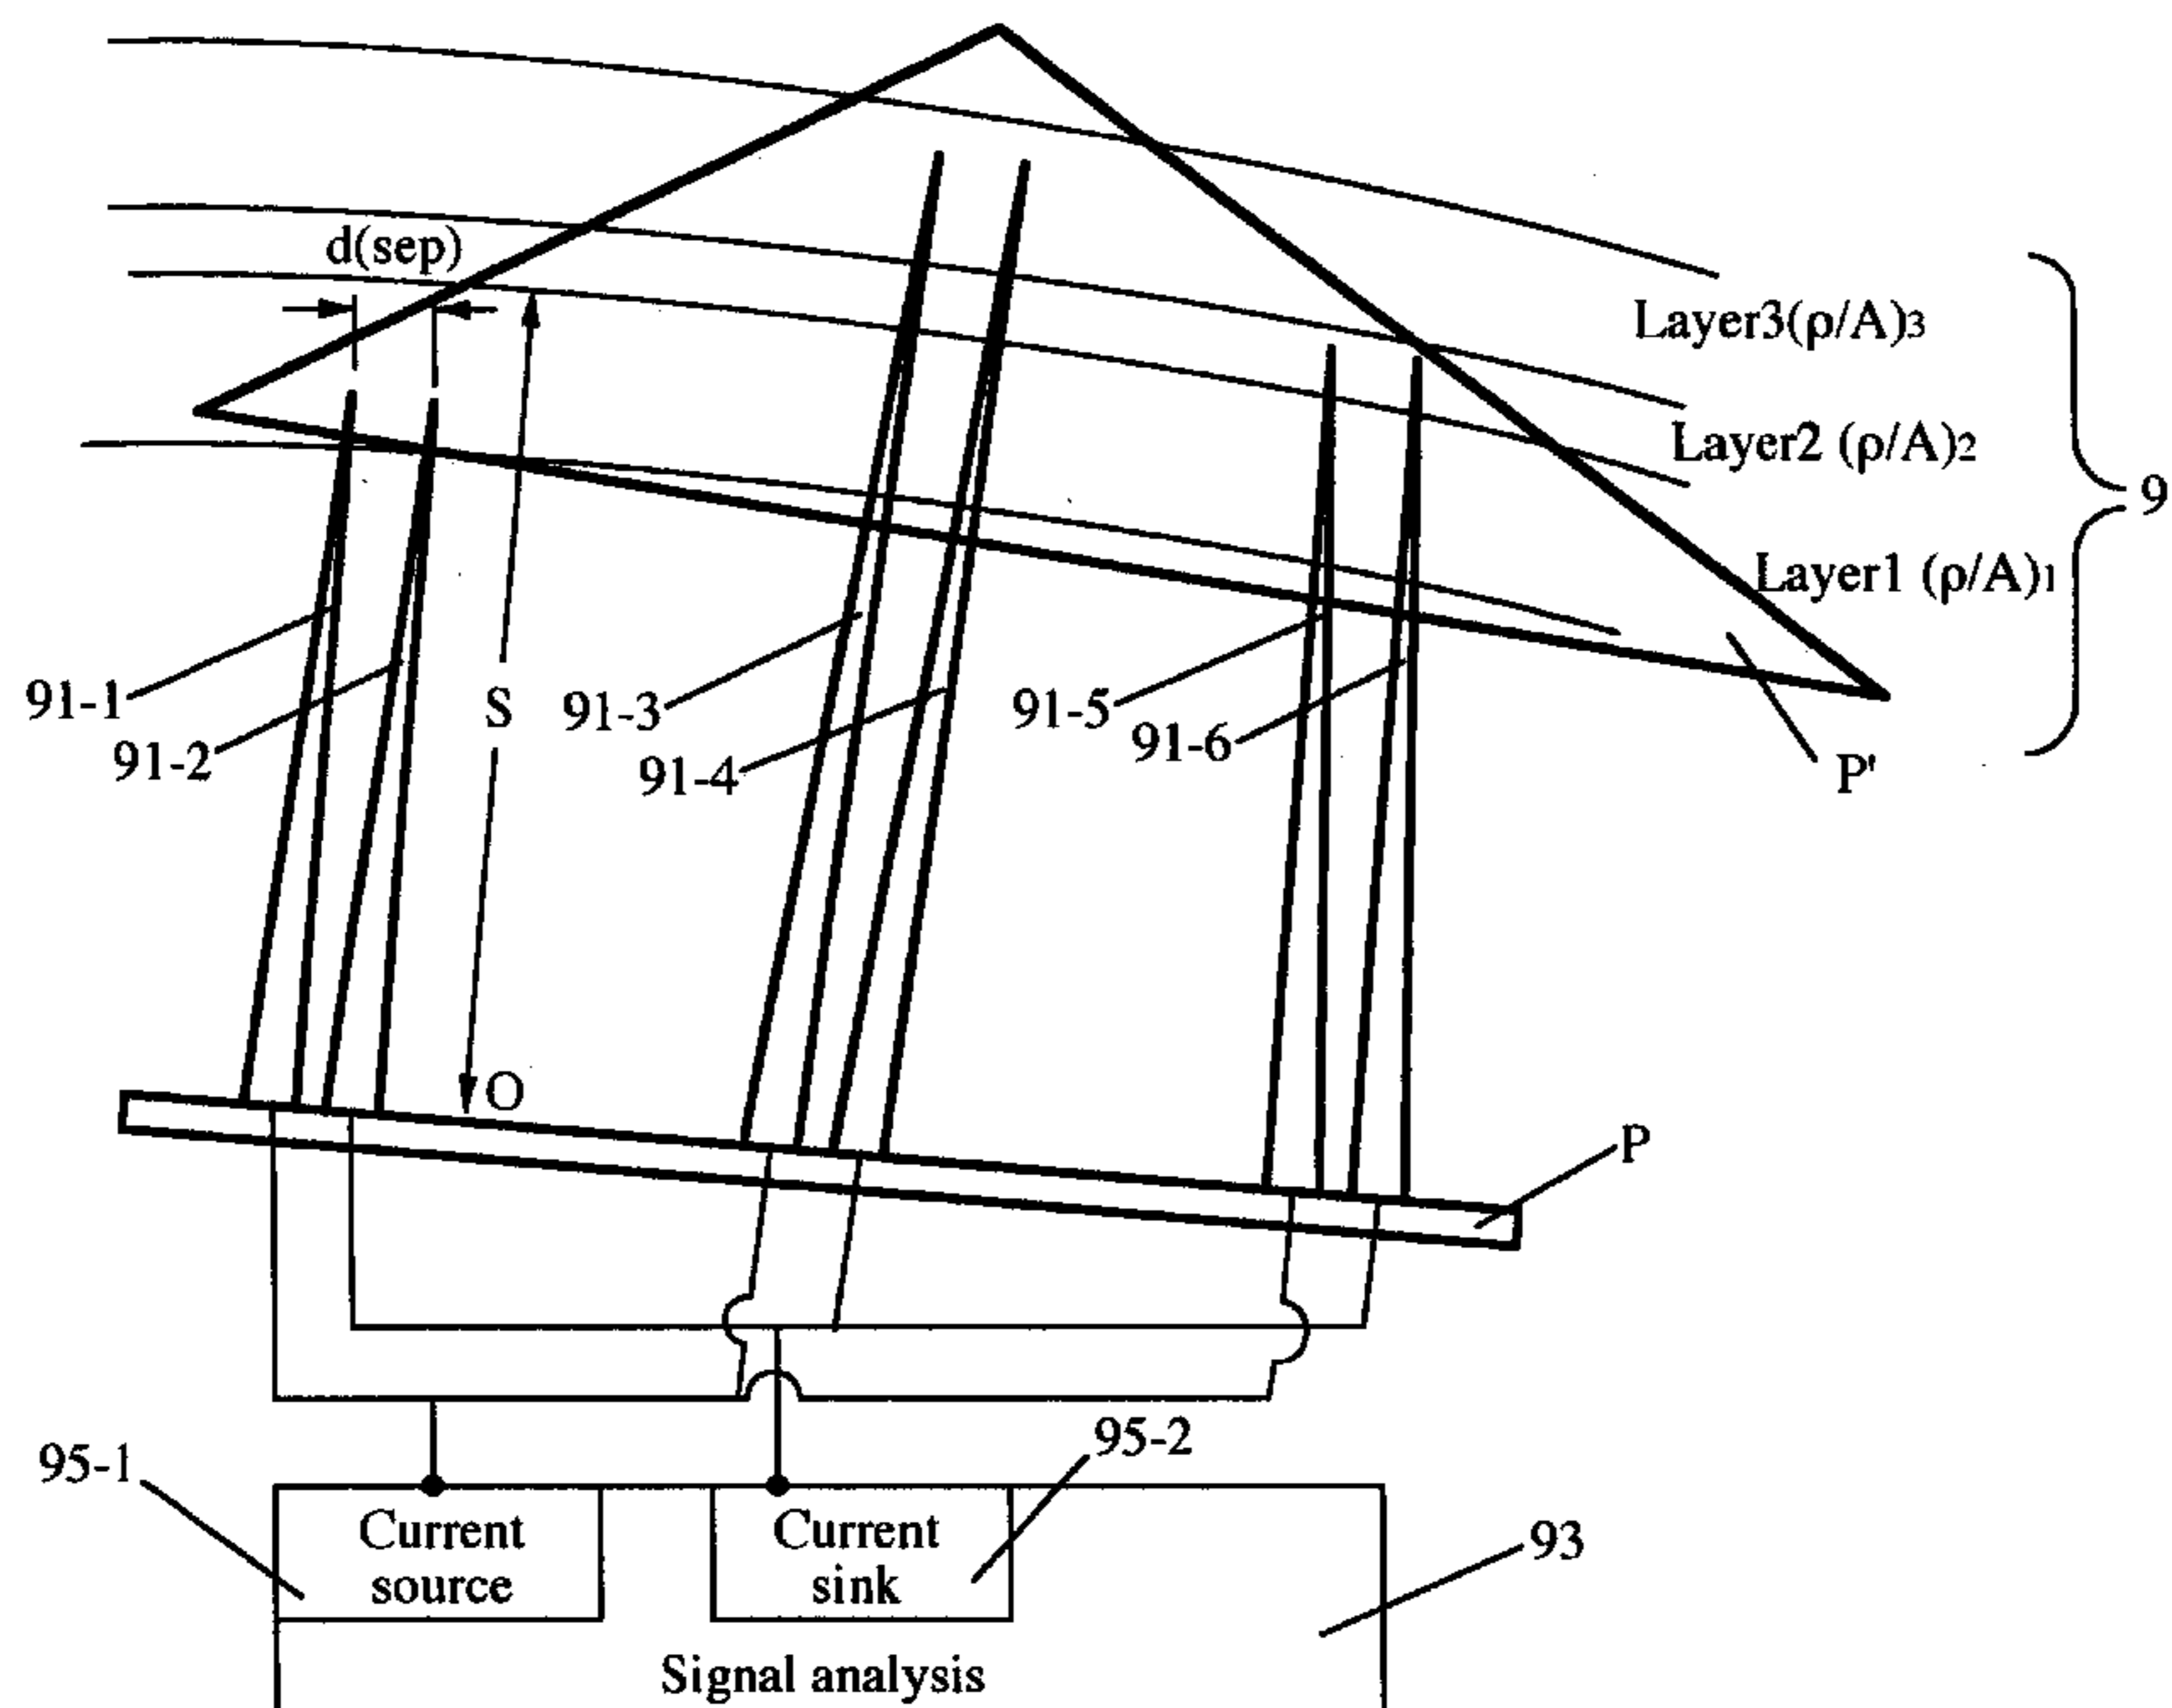 d(sep)
Layer3(ρ/A)3
Layer2 (ρ/A)2
9
Layer1 (ρ/A)1
91-1
91-2
S
91-3
91-4
91-5
91-6
P'
O
P
95-1
95-2
Current
source
Current
sink
93
Signal analysis